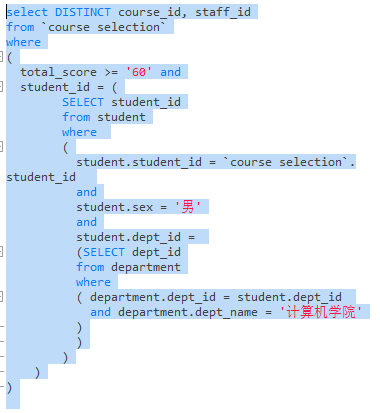 select DISTINCT course_id, staff_id
from `course selection`
where
(
total_score >= '60' and
student_id = (
SELECT student_id
from student
where
(
student.student_id = `course selection`.
student_id
and
student.sex = '男'
and
student.dept_id =
(SELECT dept_id
from department
where
( department.dept_id = student.dept_id
and department.dept_name = '计算机学院'
)
)
)
)
)